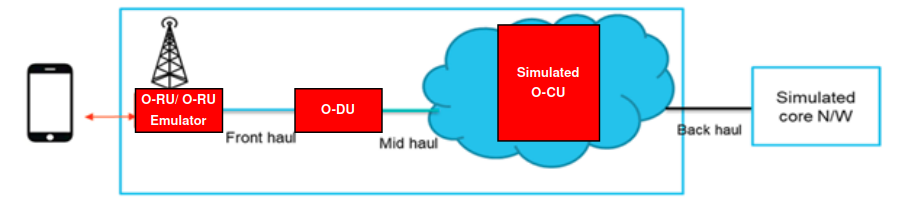 O-RU/ O-RU
Emulator
Front haul
O-DU
Mid haul
Simulated
O-CU
Back haul
Simulated
core N/W